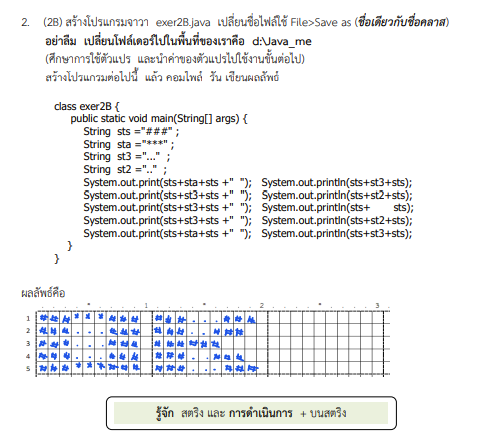 2. (2B) สร้างโปรแกรมจาวา exer2B.java เปลี่ยนชื่อไฟล์ใช้ File>Save as (ชื่อเดียวกับชื่อคลาส)
อย่าลืม เปลี่ยนโฟลเดอร์ไปในพื้นที่ของเราคือ d:\Java_me
(ศึกษาการใช้ตัวแปร และนำค่าของตัวแปรไปใช้งานขั้นต่อไป)
สร้างโปรแกรมต่อไปนี้ แล้ว คอมไพล์ รัน เขียนผลลัพธ์
class exer2B {
public static void main(String[] args) {
String sts ="###" ;
String sta ="***" ;
String st3 ="..." ;
String st2 =".." ;
System.out.print(sts+sta+sts +" "); System.out.println(sts+st3+sts);
System.out.print(sts+st3+sts +" "); System.out.println(sts+st2+sts);
System.out.print(sts+st3+sts +" "); System.out.println(sts+ sts);
System.out.print(sts+st3+sts +" "); System.out.println(sts+st2+sts);
System.out.print(sts+sta+sts +" "); System.out.println(sts+st3+sts);
}
}
ผลลัพธ์คือ
. . . . * . . . . 1 . . . . * . . . . 2 . . . . * . . . . 3 .
1 ###***### ###...###
2 ###...### ###..###
3 ###...### ######
4 ###...### ###..###
5 ###***### ###...###
รู้จัก สตริง และ การดำเนินการ + บนสตริง